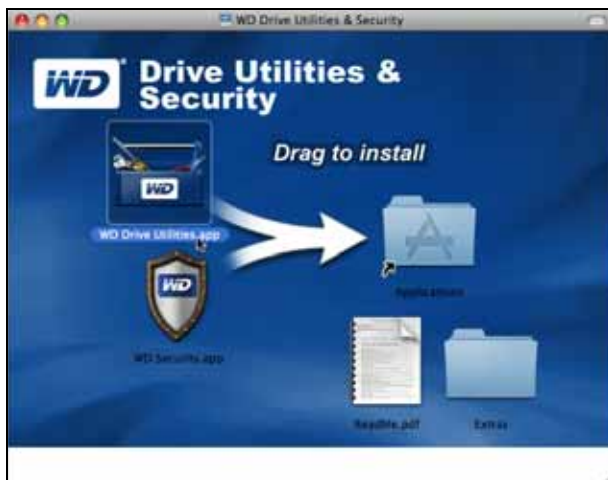 WD Drive Utilities & Security
WD
Drive Utilities &
Security
Drag to install
WD
WD Drive Utilities.app
Applications
WD
WD Security.app
ReadMe.pdf
Extras